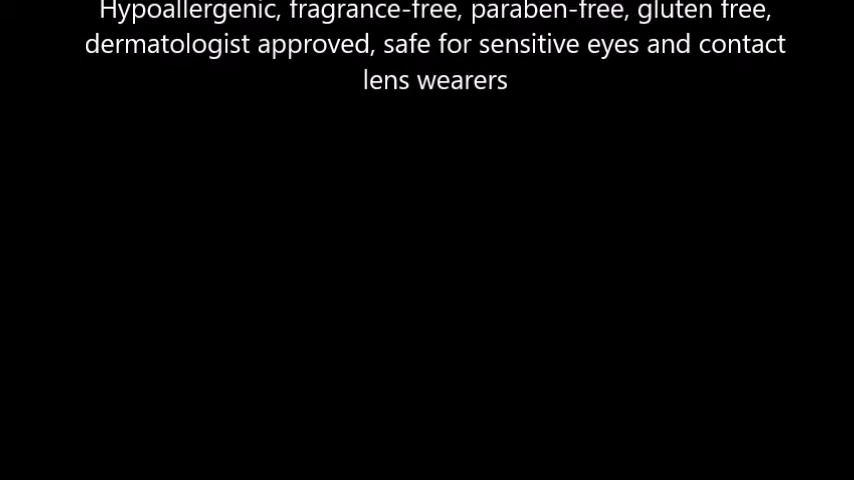 Hypoallergenic, fragrance-free, paraben-free, gluten free,
dermatologist approved, safe for sensitive eyes and contact
lens wearers